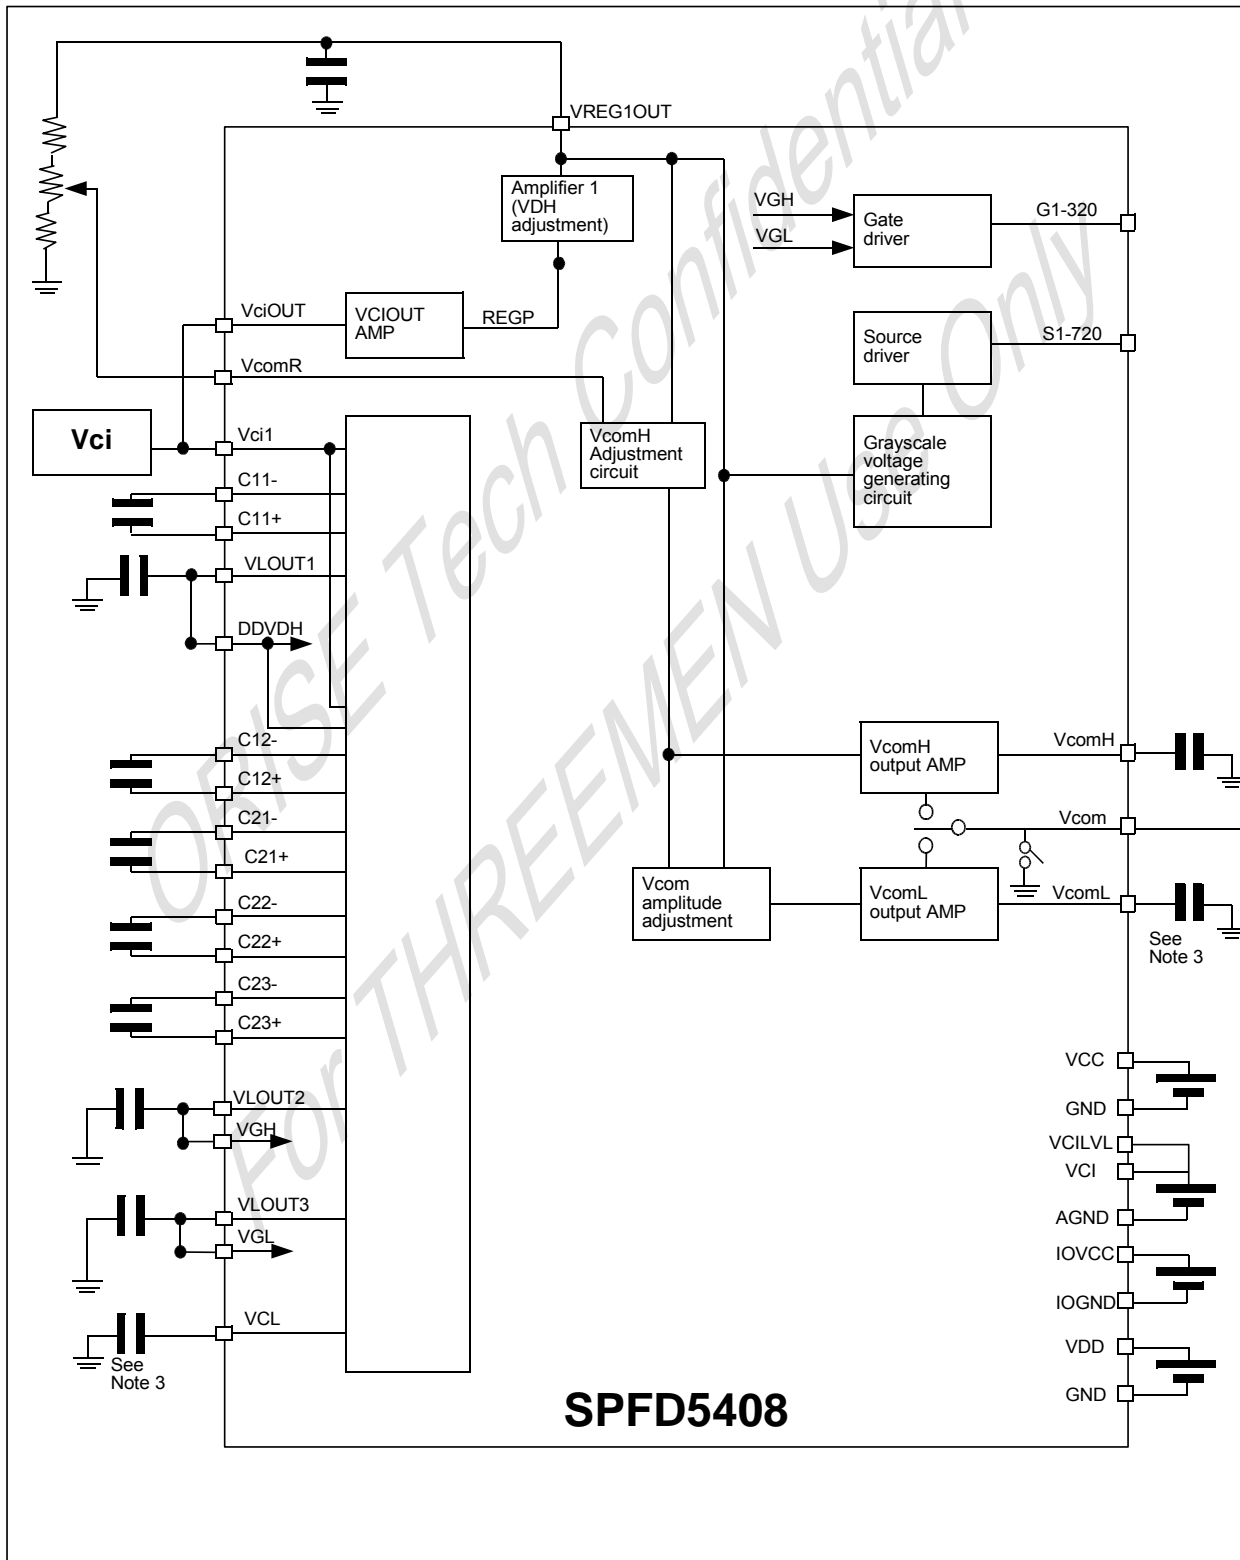 VREG1OUT
Amplifier 1
(VDH
adjustment)
VGH
VGL
Gate
driver
G1-320
VciOUT
VCIOUT
AMP
REGP
Source
driver
S1-720
VcomR
Vci
Vci1
VcomH
Adjustment
circuit
Grayscale
voltage
generating
circuit
C11-
C11+
VLOUT1
DDVDH
C12-
C12+
C21-
C21+
C22-
C22+
C23-
C23+
VcomH
output AMP
VcomH
Vcom
Vcom
amplitude
adjustment
VcomL
output AMP
VcomL
See
Note 3
VLOUT2
VGH
VLOUT3
VGL
VCL
See
Note 3
VCC
GND
VCILVL
VCI
AGND
IOVCC
IOGND
VDD
GND
SPFD5408
ORISE Tech Confidential
For THREEMEN Use Only